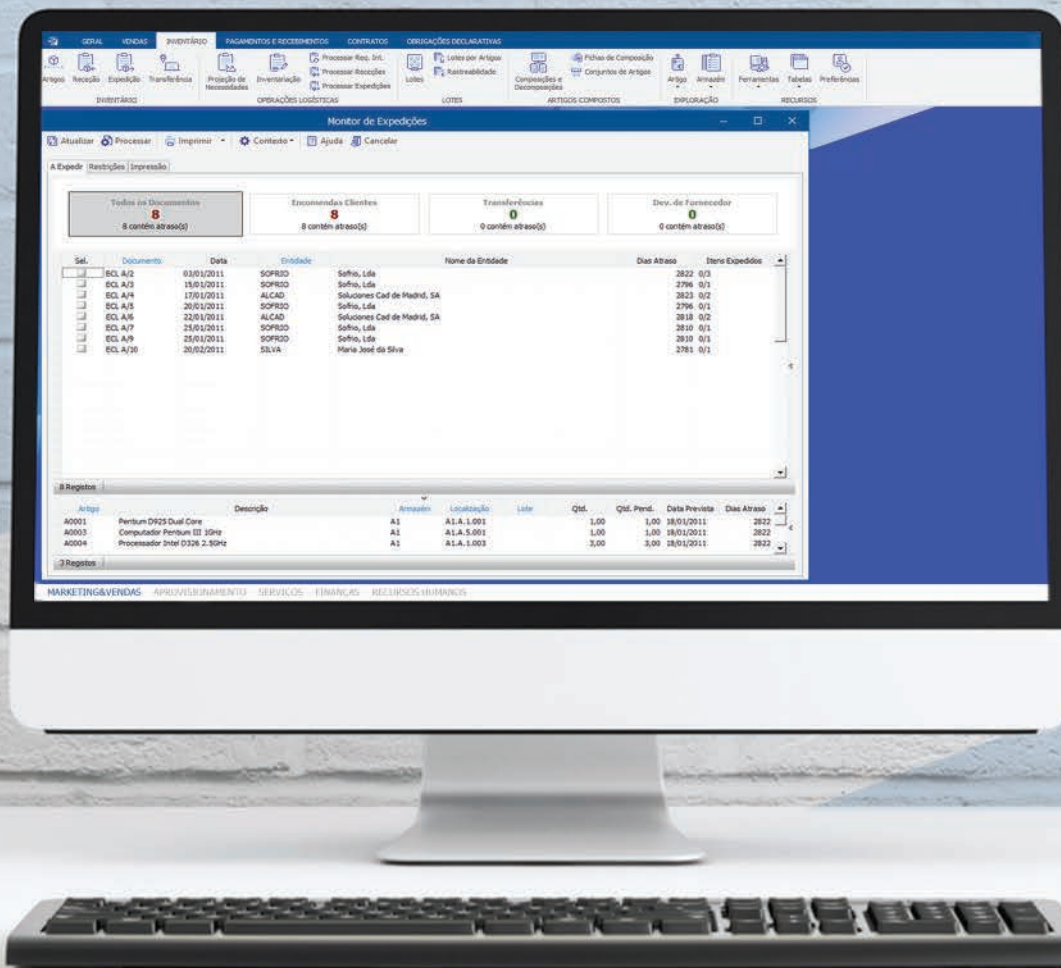 GERAL VENDAS INVENTÁRIO PAGAMENTOS E RECEBIMENTOS CONTRATOS OBRIGAÇÕES DECLARATIVAS
Processar Req. Int. Lotes por Artigos Fichas de Composição
Processar Receções Rastreabilidade Conjuntos de Artigos
Artigos Receção Expedição Transferência Projeção de Necessidades Inventariação Processar Expedições Lotes Composições e Decomposições Artigo Armazém Ferramentas Tabelas Preferências
INVENTÁRIO OPERAÇÕES LOGÍSTICAS LOTES ARTIGOS COMPOSTOS EXPLORAÇÃO RECURSOS
Monitor de Expedições
Atualizar Processar Imprimir Contexto Ajuda Cancelar
A Expedir Restrições Impressão
Todos os Documentos Encomendas Clientes Transferências Dev. de Fornecedor
8 8 0 0
8 contém atraso(s) 8 contém atraso(s) 0 contém atraso(s) 0 contém atraso(s)
Sel. Documento Data Entidade Nome da Entidade Dias Atraso Itens Expedidos
ECL A/2 03/01/2011 SOFRIO Sofrio, Lda 2822 0/3
ECL A/3 15/01/2011 SOFRIO Sofrio, Lda 2796 0/1
ECL A/4 17/01/2011 ALCAD Soluciones Cad de Madrid, SA 2823 0/2
ECL A/5 20/01/2011 SOFRIO Sofrio, Lda 2796 0/1
ECL A/6 22/01/2011 ALCAD Soluciones Cad de Madrid, SA 2818 0/2
ECL A/7 25/01/2011 SOFRIO Sofrio, Lda 2810 0/1
ECL A/9 25/01/2011 SOFRIO Sofrio, Lda 2810 0/1
ECL A/10 20/02/2011 SILVA Maria José da Silva 2781 0/1
8 Registos
Artigo Descrição Armazém Localização Lote Qtd. Qtd. Pend. Data Prevista Dias Atraso
A0001 Pentium D925 Dual Core A1 A1.A.1.001 1,00 1,00 18/01/2011 2822
A0003 Computador Pentium III 1GHz A1 A1.A.5.001 1,00 1,00 18/01/2011 2822
A0004 Processador Intel D326 2.5GHz A1 A1.A.1.003 3,00 3,00 18/01/2011 2822
3 Registos
MARKETING&VENDAS APROVISIONAMENTO SERVIÇOS FINANÇAS RECURSOS HUMANOS